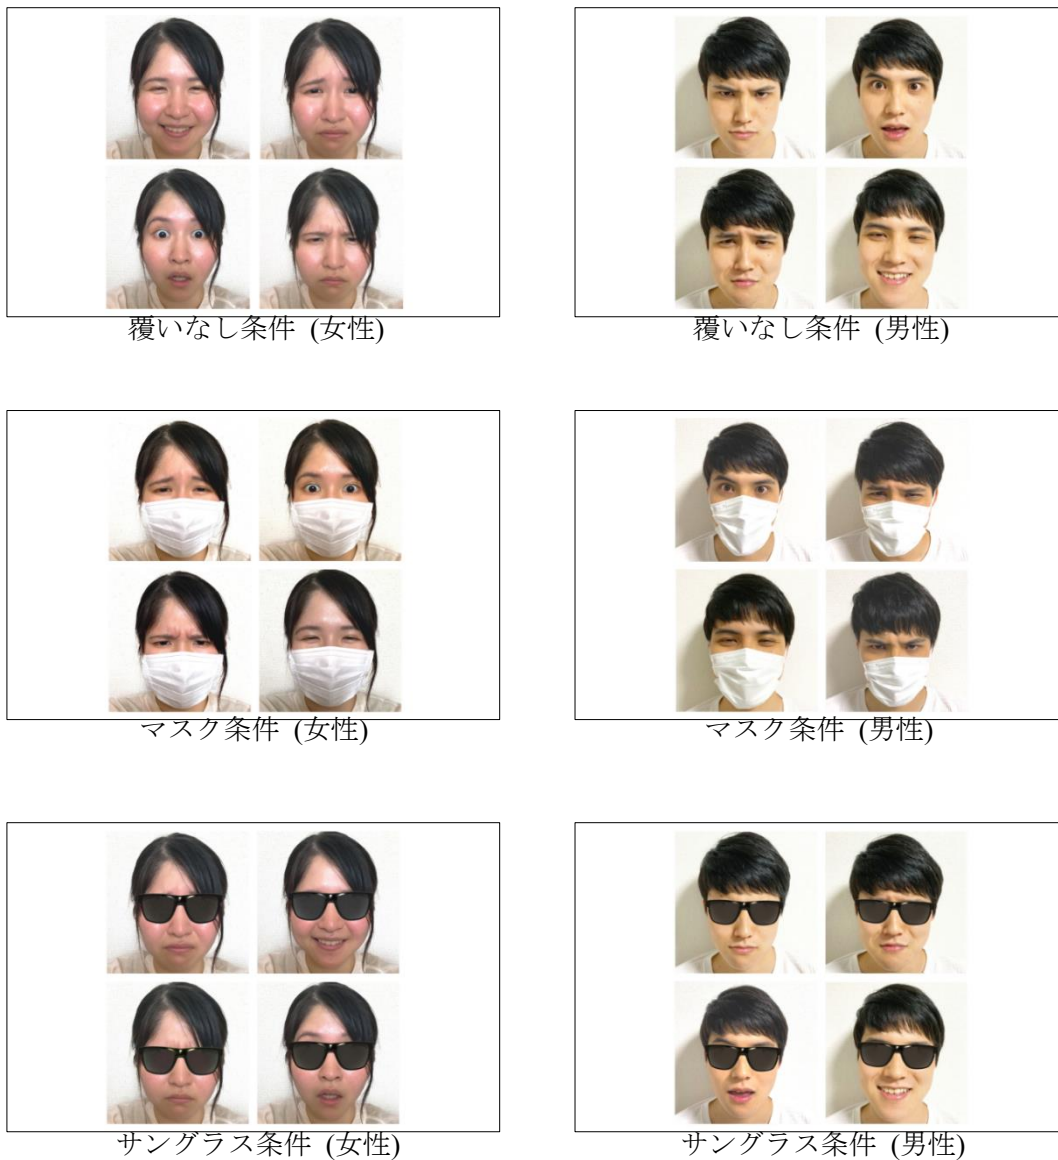 覆いなし条件 (女性)
覆いなし条件 (男性)
マスク条件 (女性)
マスク条件 (男性)
サングラス条件 (女性)
サングラス条件 (男性)